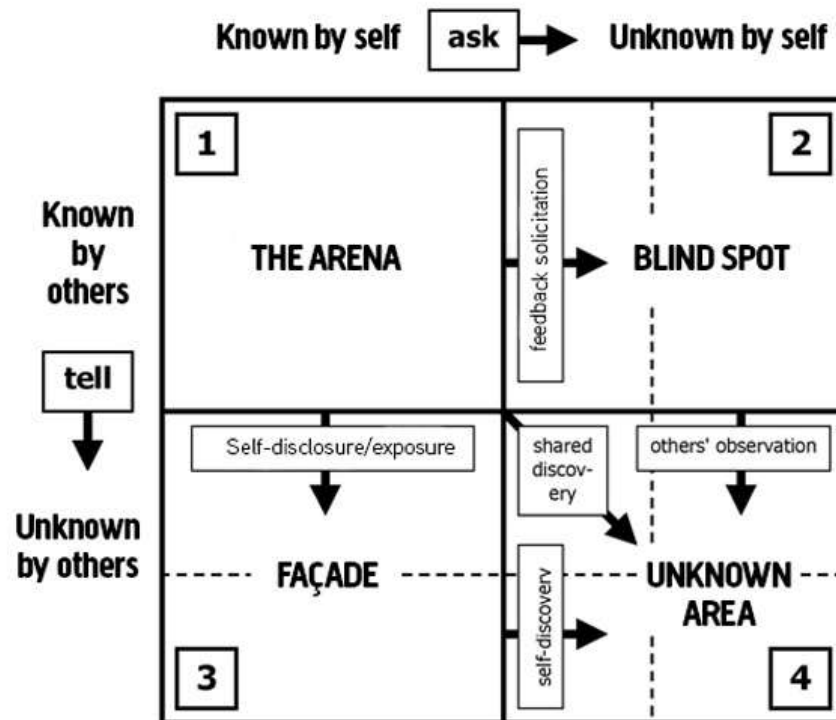 Known by self
ask
Unknown by self
1
2
Known
by
others
THE ARENA
feedback solicitation
BLIND SPOT
tell
Self-disclosure/exposure
shared
discov-
ery
others' observation
Unknown
by others
FAÇADE
self-discovery
UNKNOWN
AREA
3
4